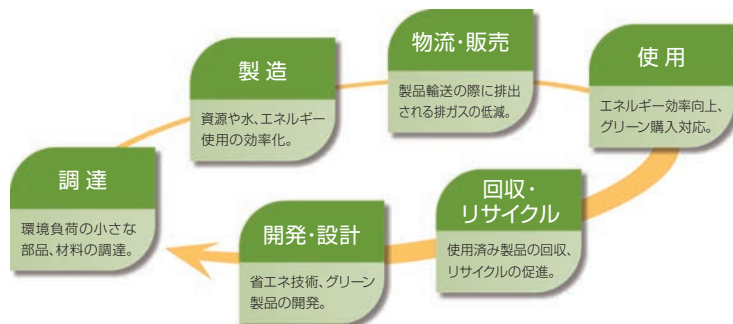 調達
環境負荷の小さな
部品、材料の調達。
製造
資源や水、エネルギー
使用の効率化。
物流・販売
製品輸送の際に排出
される排ガスの低減。
使用
エネルギー効率向上、
グリーン購入対応。
回収・
リサイクル
使用済み製品の回収、
リサイクルの促進。
開発・設計
省エネ技術、グリーン
製品の開発。